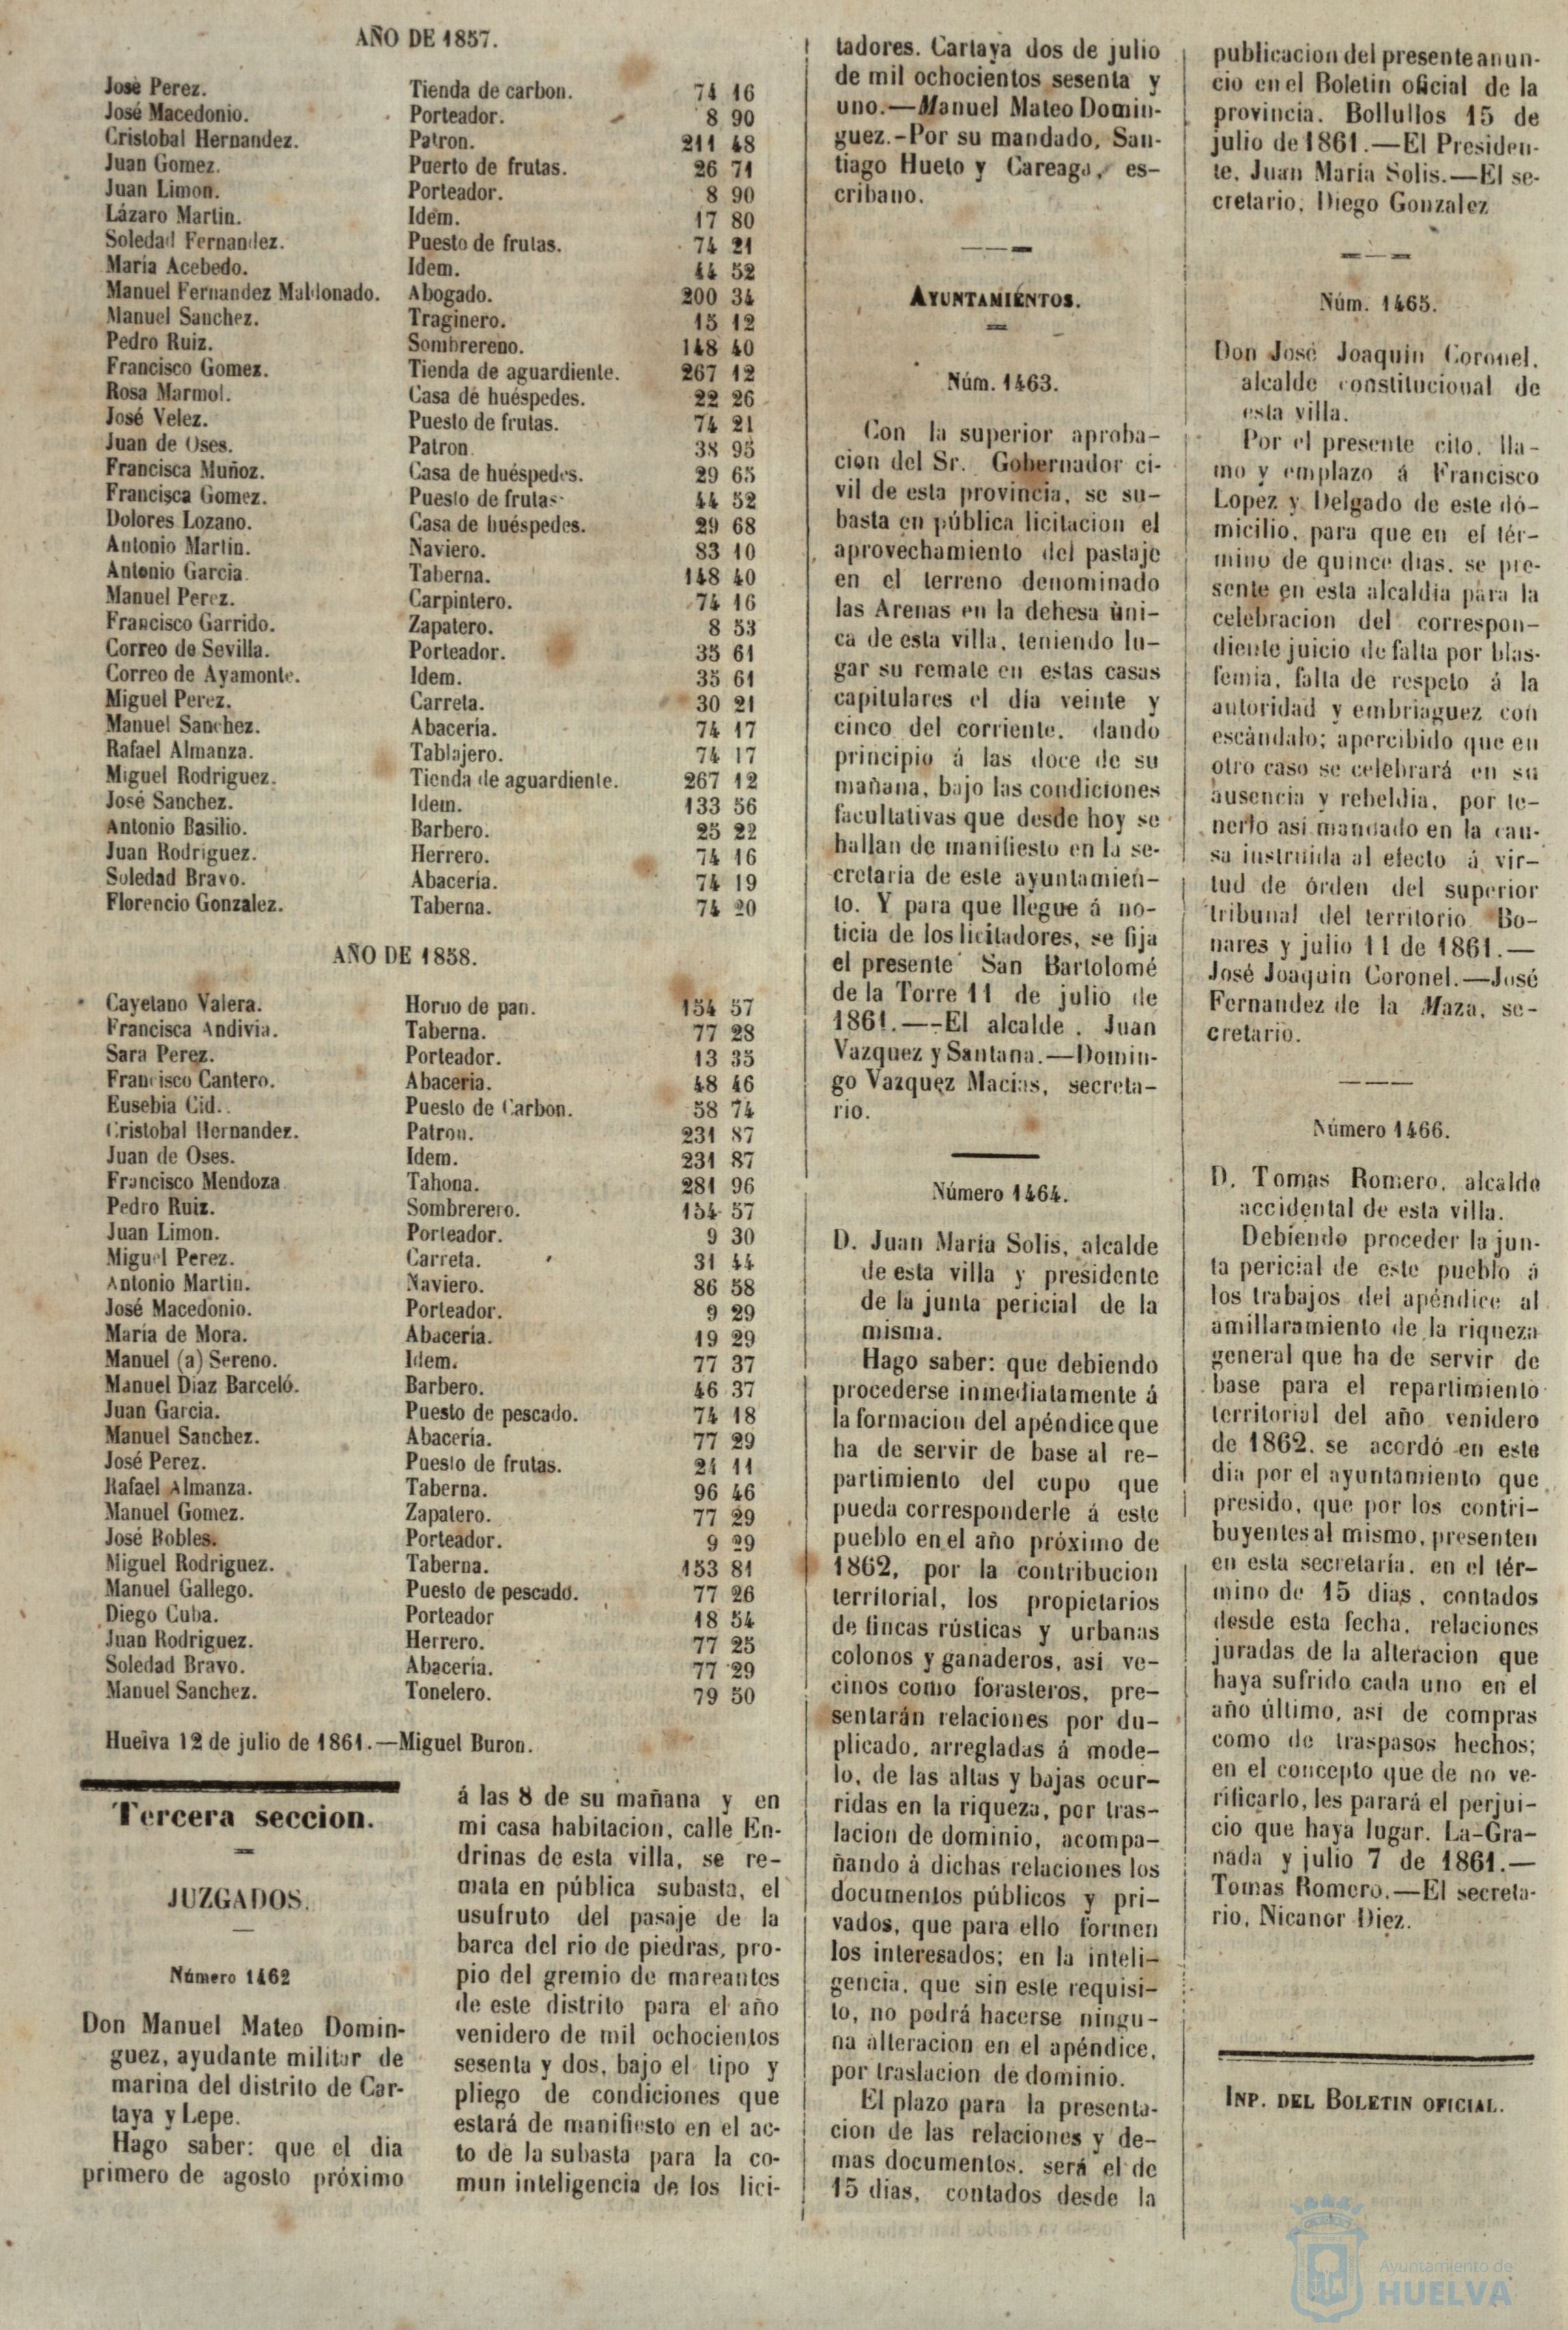 AÑO DE 1857.
José Perez. Tienda de carbon. 74 16
José Macedonio. Porteador. 8 90
Cristobal Hernandez. Patron. 211 48
Juan Gomez. Puerto de frutas. 26 71
Juan Limon. Porteador. 8 90
Lázaro Martin. Idem. 17 80
Soledad Fernandez. Puesto de frutas. 74 21
María Acebedo. Idem. 44 52
Manuel Fernandez Maldonado. Abogado. 200 34
Manuel Sanchez. Traginero. 15 12
Pedro Ruiz. Sombrereno. 148 40
Francisco Gomez. Tienda de aguardiente. 267 12
Rosa Marmol. Casa de huéspedes. 22 26
José Velez. Puesto de frutas. 74 21
Juan de Oses. Patron 38 95
Francisca Muñoz. Casa de huéspedes. 29 65
Francisca Gomez. Puesto de frutas 44 52
Dolores Lozano. Casa de huéspedes. 29 68
Antonio Martin. Naviero. 83 10
Antonio Garcia. Taberna. 148 40
Manuel Perez. Carpintero. 74 16
Francisco Garrido. Zapatero. 8 53
Correo de Sevilla. Porteador. 35 61
Correo de Ayamonte. Idem. 35 61
Miguel Perez. Carreta. 30 21
Manuel Sanchez. Abacería. 74 17
Rafael Almanza. Tablajero. 74 17
Miguel Rodriguez. Tienda de aguardiente. 267 12
José Sanchez. Idem. 133 56
Antonio Basilio. Barbero. 25 22
Juan Rodriguez. Herrero. 74 16
Soledad Bravo. Abacería. 74 19
Florencio Gonzalez. Taberna. 74 20
AÑO DE 1858.
Cayetano Valera. Horno de pan. 154 57
Francisca Andivia. Taberna. 77 28
Sara Perez. Porteador. 13 35
Francisco Cantero. Abaceria. 48 46
Eusebia Cid. Puesto de Carbon. 58 74
Cristobal Hernandez. Patron. 231 87
Juan de Oses. Idem. 231 87
Francisco Mendoza Tahona. 281 96
Pedro Ruiz. Sombrerero. 154 57
Juan Limon. Porteador. 9 30
Miguel Perez. Carreta. 31 44
Antonio Martin. Naviero. 86 58
José Macedonio. Porteador. 9 29
María de Mora. Abacería. 19 29
Manuel (a) Sereno. Idem. 77 37
Manuel Diaz Barceló. Barbero. 46 37
Juan Garcia. Puesto de pescado. 74 18
Manuel Sanchez. Abacería. 77 29
José Perez. Puesto de frutas. 21 11
Rafael Almanza. Taberna. 96 46
Manuel Gomez. Zapatero. 77 29
José Robles. Porteador. 9 29
Miguel Rodriguez. Taberna. 153 81
Manuel Gallego. Puesto de pescado. 77 26
Diego Cuba. Porteador 18 54
Juan Rodriguez. Herrero. 77 25
Soledad Bravo. Abacería. 77 29
Manuel Sanchez. Tonelero. 79 50
Huelva 12 de julio de 1861.—Miguel Buron.
Tercera seccion.
JUZGADOS.
Número 1462
Don Manuel Mateo Domin-
guez, ayudante militar de
marina del distrito de Car-
taya y Lepe.
Hago saber: que el dia
primero de agosto próximo
á las 8 de su mañana y en
mi casa habitacion, calle En-
drinas de esta villa, se re-
mata en pública subasta, el
usufruto del pasaje de la
barca del rio de piedras, pro-
pio del gremio de mareantes
de este distrito para el año
venidero de mil ochocientos
sesenta y dos, bajo el tipo y
pliego de condiciones que
estará de manifiesto en el ac-
to de la subasta para la co-
mun inteligencia de los lici-
tadores. Cartaya dos de julio
de mil ochocientos sesenta y
uno.—Manuel Mateo Domin-
guez.-Por su mandado, San-
tiago Hueto y Careaga, es-
cribano.
AYUNTAMIÉNTOS.
Núm. 1463.
Con la superior aproba-
cion del Sr. Gobernador ci-
vil de esta provincia, se su-
basta en pública licitacion el
aprovechamiento del pastaje
en el terreno denominado
las Arenas en la dehesa úni-
ca de esta villa, teniendo lu-
gar su remate en estas casas
capitulares el dia veinte y
cinco del corriente, dando
principio á las doce de su
mañana, bajo las condiciones
facultativas que desde hoy se
hallan de manifiesto en la se-
cretaría de este ayuntamien-
to. Y para que llegue á no-
ticia de los licitadores, se fija
el presente San Bartolomé
de la Torre 11 de julio de
1861.—-El alcalde, Juan
Vazquez y Santana.—Domin-
go Vazquez Macias, secreta-
rio.
Número 1464.
D. Juan María Solis, alcalde
de esta villa y presidente
de la junta pericial de la
misma.
Hago saber: que debiendo
procederse inmediatamente á
la formacion del apéndice que
ha de servir de base al re-
partimiento del cupo que
pueda corresponderle á este
pueblo en el año próximo de
1862, por la contribucion
territorial, los propietarios
de fincas rústicas y urbanas
colonos y ganaderos, asi ve-
cinos como forasteros, pre-
sentarán relaciones por du-
plicado, arregladas á mode-
lo, de las altas y bajas ocur-
ridas en la riqueza, por tras-
lacion de dominio, acompa-
ñando á dichas relaciones los
documentos públicos y pri-
vados, que para ello formen
los interesados; en la inteli-
gencia, que sin este requisi-
to, no podrá hacerse ningu-
na alteracion en el apéndice,
por traslacion de dominio.
El plazo para la presenta-
cion de las relaciones y de-
mas documentos, será el de
15 dias, contados desde la
publicacion del presente anun-
cio en el Boletin oficial de la
provincia. Bollullos 15 de
julio de 1861.—El Presiden-
te, Juan Maria Solis.—El se-
cretario, Diego Gonzalez
Núm. 1465.
Don José Joaquin Coronel,
alcalde constitucional de
esta villa.
Por el presente cito, lla-
mo y emplazo á Francisco
Lopez y Delgado de este do-
micilio, para que en el tér-
mino de quince dias, se pre-
sente en esta alcaldia para la
celebracion del correspon-
diente juicio de falta por blas-
femia, falta de respeto á la
autoridad y embriaguez con
escándalo; apercibido que en
otro caso se celebrará en su
ausencia y rebeldia, por te-
nerlo asi mandado en la cau-
sa instruida al efecto á vir-
tud de órden del superior
tribunal del territorio. Bo-
nares y julio 11 de 1861.—
José Joaquin Coronel.—José
Fernandez de la Maza, se-
cretario.
Número 1466.
D. Tomas Romero, alcalde
accidental de esta villa.
Debiendo proceder la jun-
ta pericial de este pueblo á
los trabajos del apéndice al
amillaramiento de la riqueza
general que ha de servir de
base para el repartimiento
territorial del año venidero
de 1862, se acordó en este
dia por el ayuntamiento que
presido, que por los contri-
buyentes al mismo, presenten
en esta secretaría, en el tér-
mino de 15 dias, contados
desde esta fecha, relaciones
juradas de la alteracion que
haya sufrido cada uno en el
año último, asi de compras
como de traspasos hechos;
en el concepto que de no ve-
rificarlo, les parará el perjui-
cio que haya lugar. La-Gra-
nada y julio 7 de 1861.—
Tomas Romero.—El secreta-
rio, Nicanor Diez.
INP. DEL BOLETIN OFICIAL.
Ayuntamiento de
HUELVA